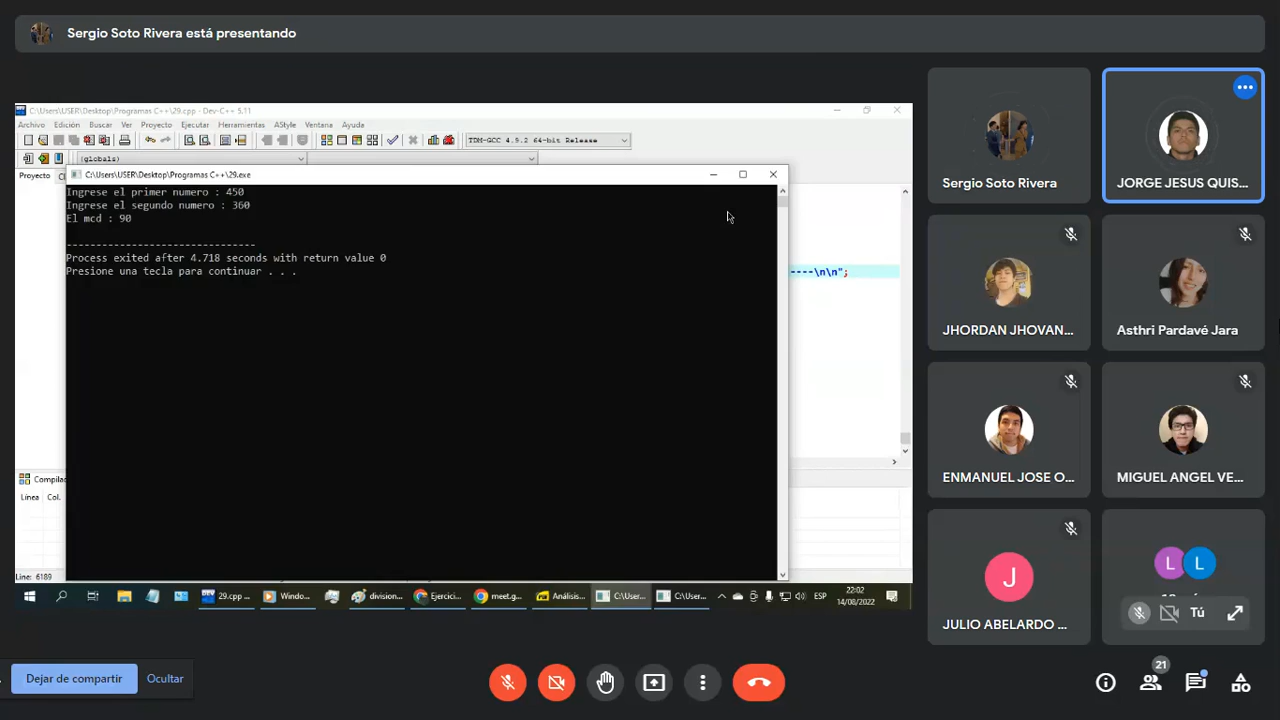 Sergio Soto Rivera está presentando
C:\Users\USER\Desktop\Programas C++\29.cpp - Dev-C++ 5.11
Archivo Edición Buscar Ver Proyecto Ejecutar Herramientas AStyle Ventana Ayuda
TDM-GCC 4.9.2 64-bit Release
(globals)
Proyecto
C:\Users\USER\Desktop\Programas C++\29.exe
Ingrese el primer numero : 450
Ingrese el segundo numero : 360
El mcd : 90
--------------------------------
Process exited after 4.718 seconds with return value 0
Presione una tecla para continuar . . .
----\n\n";
Compilac
Línea Col.
Line: 6189
29.cpp ...
Windo...
division...
Ejercici...
meet.g...
Análisis...
C:\User...
C:\User...
ESP
22:02
14/08/2022
Sergio Soto Rivera
JORGE JESUS QUIS...
JHORDAN JHOVAN...
Asthri Pardavé Jara
ENMANUEL JOSE O...
MIGUEL ANGEL VE...
J
JULIO ABELARDO ...
L L
Tú
Dejar de compartir
Ocultar
21